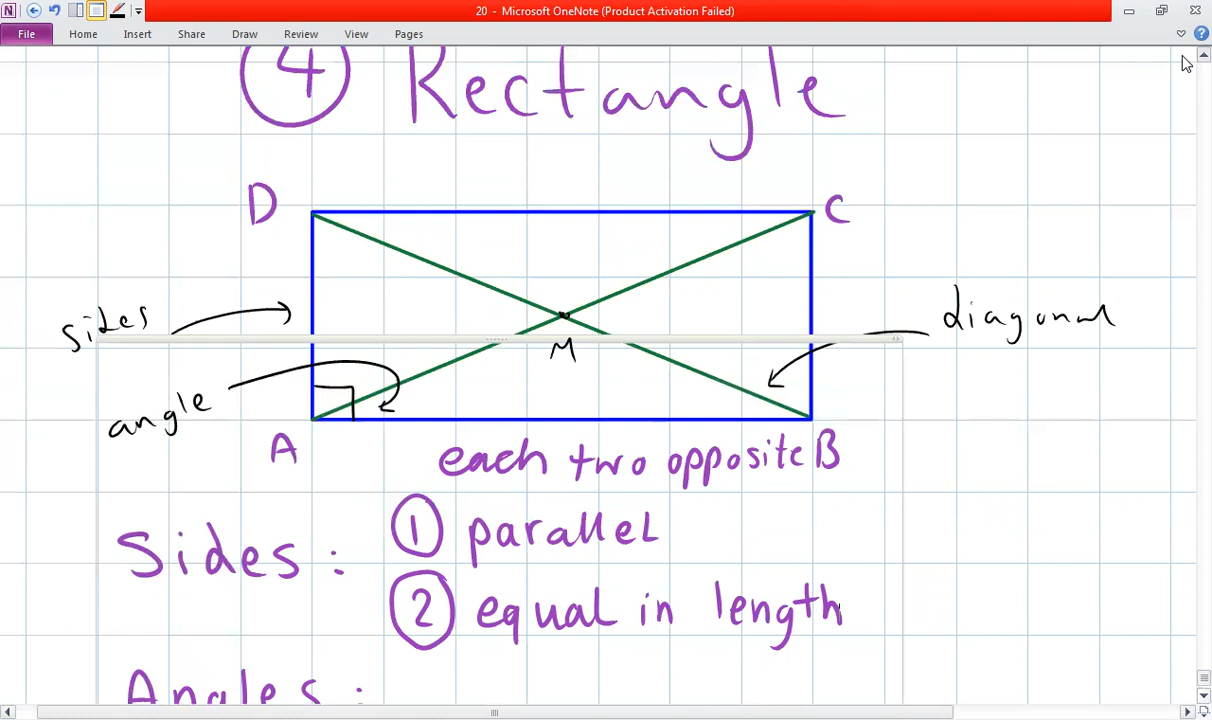 20 - Microsoft OneNote (Product Activation Failed)
File Home Insert Share Draw Review View Pages
4 Rectangle
D C
sides diagonal
M
angle
A each two opposite B
Sides: 1 parallel
2 equal in length
Angles: